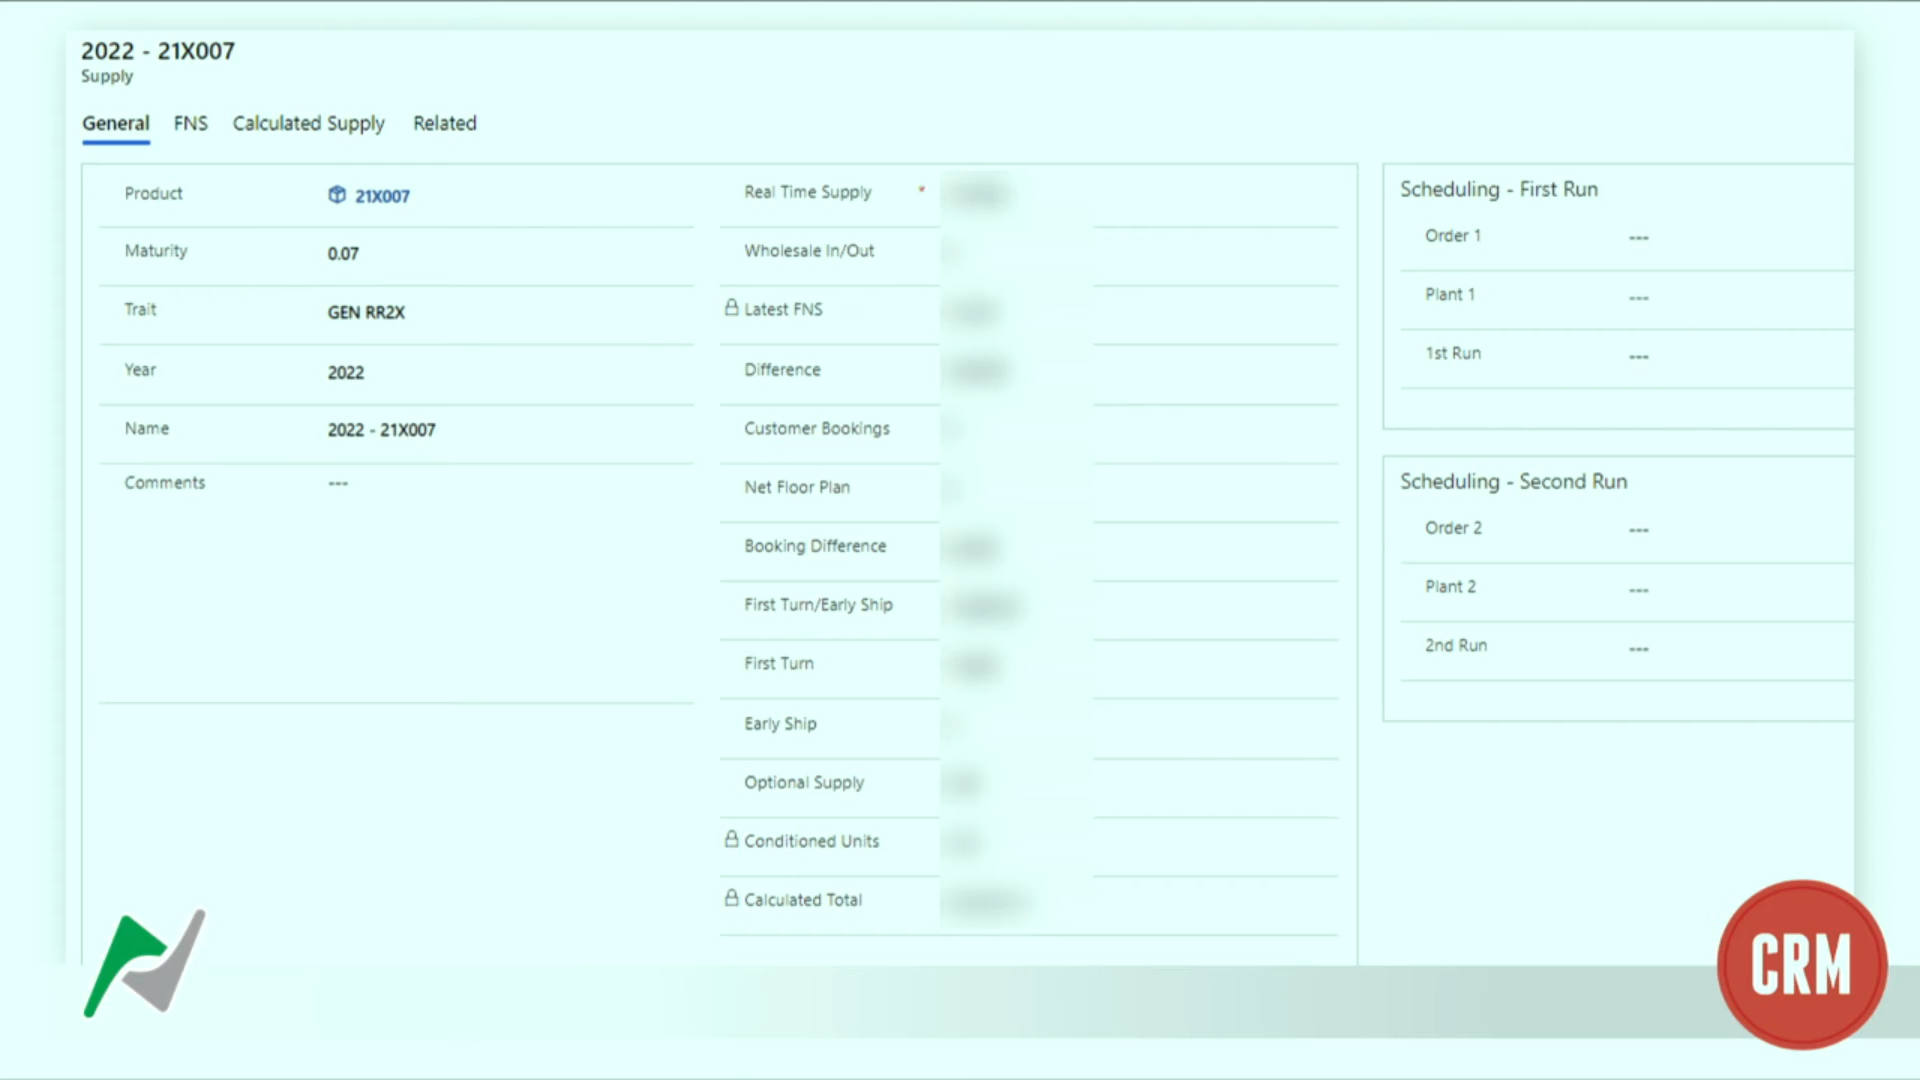 2022 - 21X007
Supply
General FNS Calculated Supply Related
Product 21X007
Maturity 0.07
Trait GEN RR2X
Year 2022
Name 2022 - 21X007
Comments ---
Real Time Supply *
Wholesale In/Out
Latest FNS
Difference
Customer Bookings
Net Floor Plan
Booking Difference
First Turn/Early Ship
First Turn
Early Ship
Optional Supply
Conditioned Units
Calculated Total
Scheduling - First Run
Order 1 ---
Plant 1 ---
1st Run ---
Scheduling - Second Run
Order 2 ---
Plant 2 ---
2nd Run ---
CRM